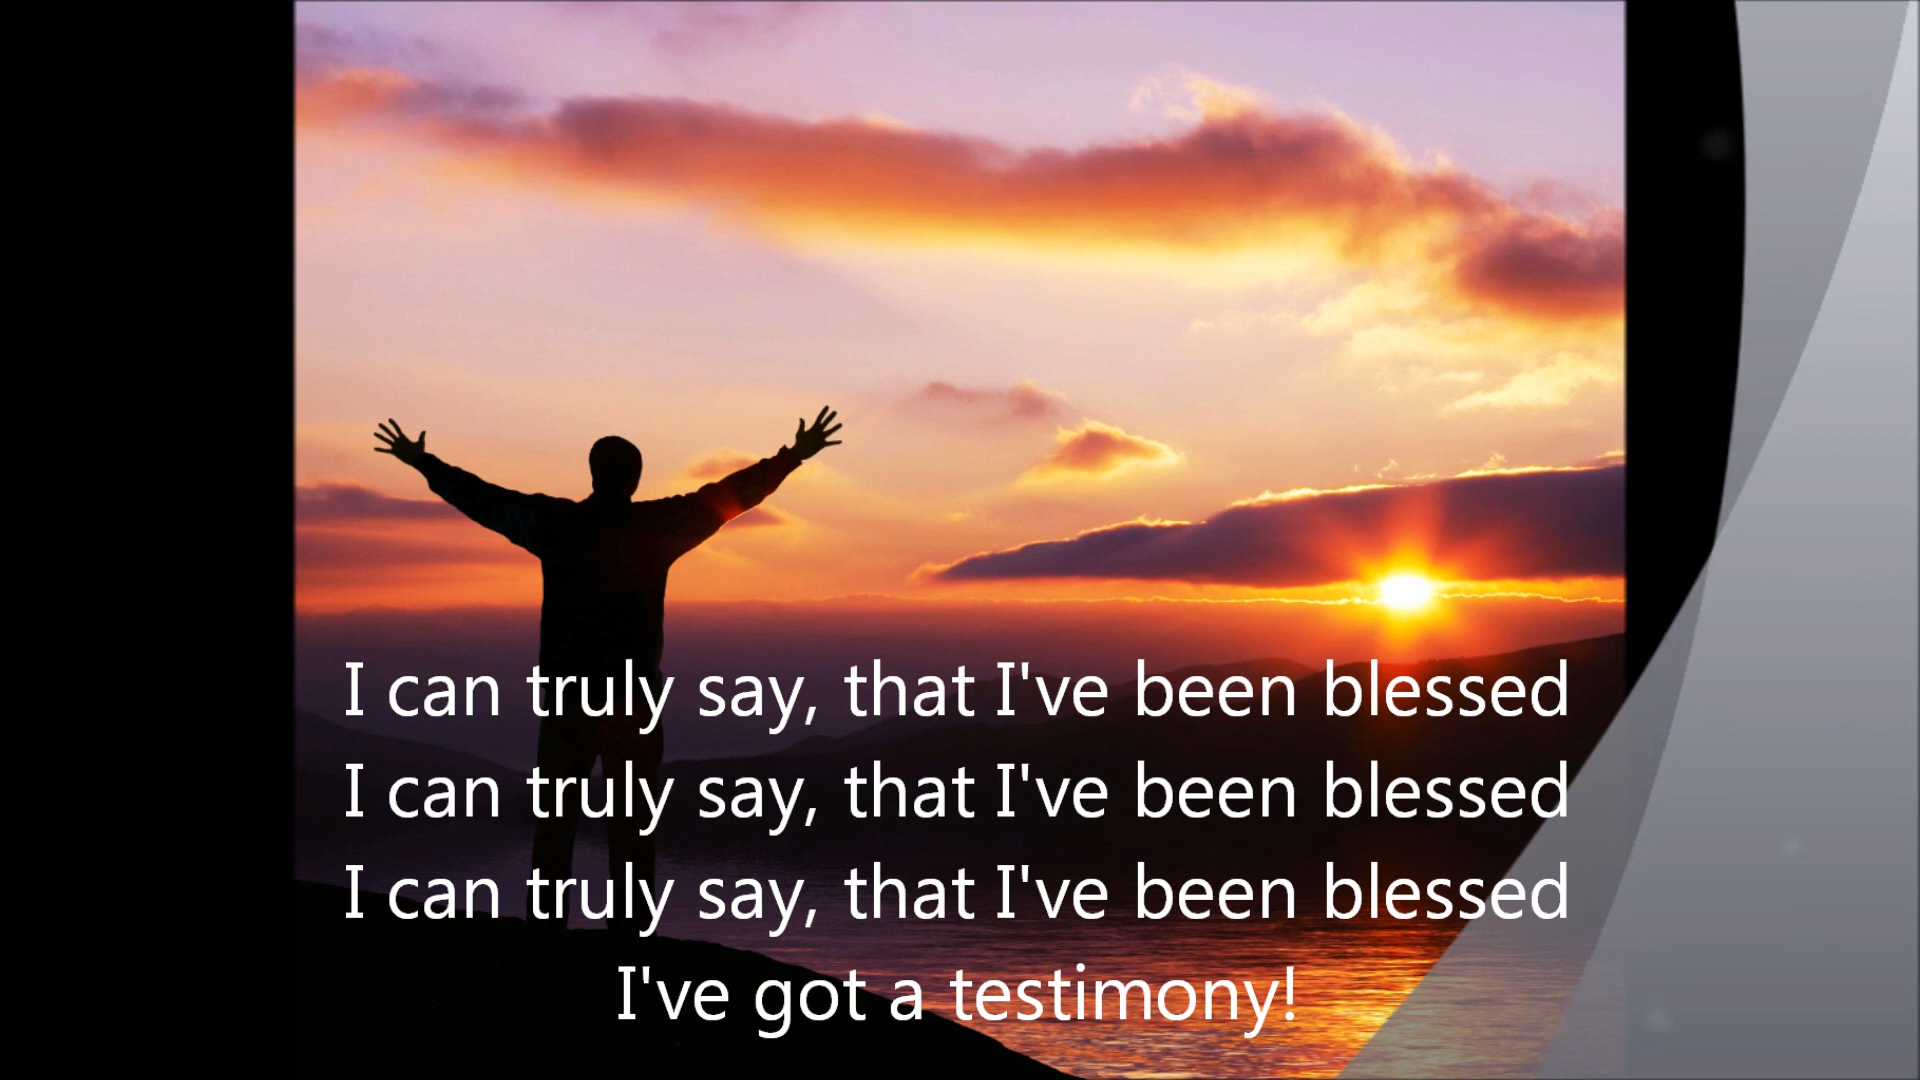 I can truly say, that I've been blessed
I can truly say, that I've been blessed
I can truly say, that I've been blessed
I've got a testimony!